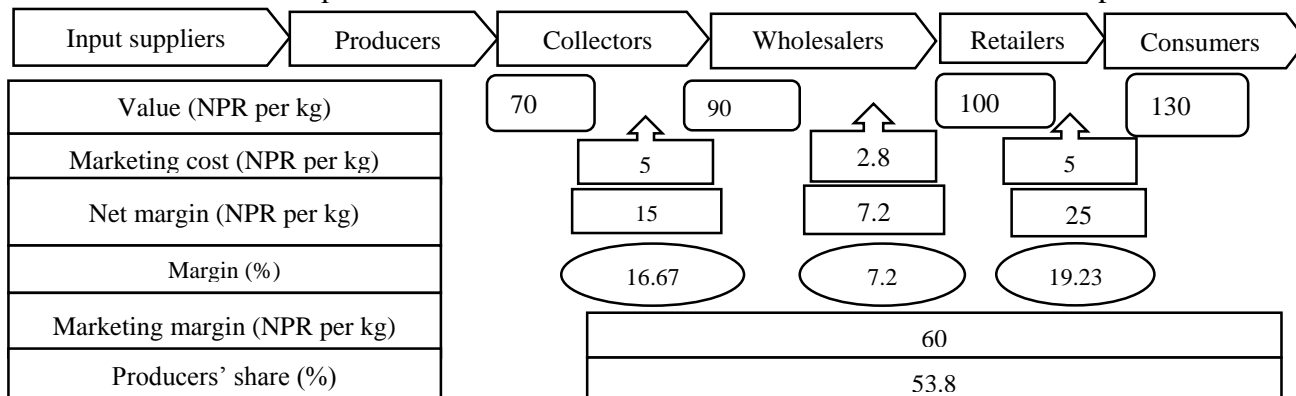 Input suppliers Producers Collectors Wholesalers Retailers Consumers
Value (NPR per kg) 70 90 100 130
Marketing cost (NPR per kg) 5 2.8 5
Net margin (NPR per kg) 15 7.2 25
Margin (%) 16.67 7.2 19.23
Marketing margin (NPR per kg) 60
Producers’ share (%) 53.8